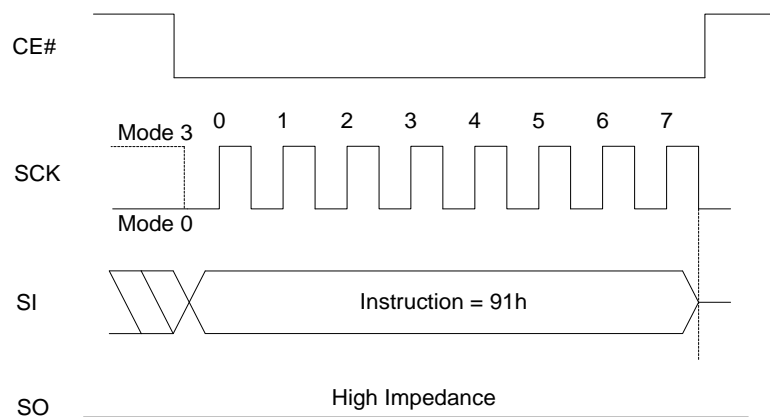 CE#
0 1 2 3 4 5 6 7
Mode 3
SCK
Mode 0
SI
Instruction = 91h
High Impedance
SO